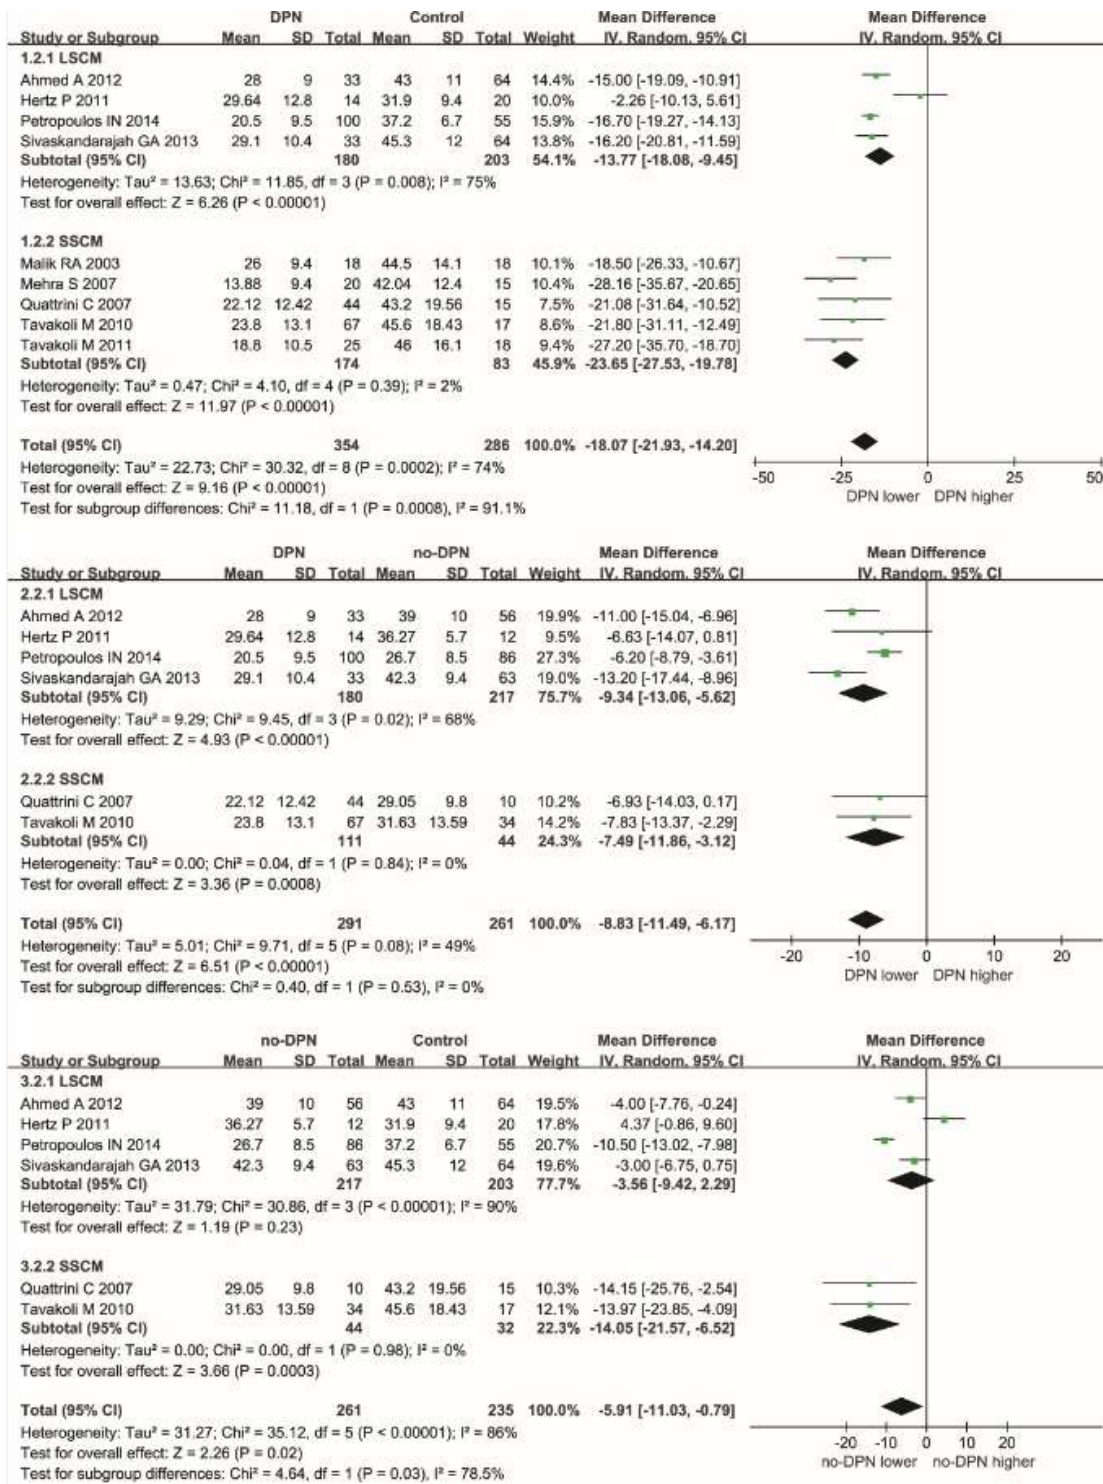 DPN Control Mean Difference Mean Difference
Study or Subgroup Mean SD Total Mean SD Total Weight IV, Random, 95% CI IV, Random, 95% CI
1.2.1 LSCM
Ahmed A 2012 28 9 33 43 11 64 14.4% -15.00 [-19.09, -10.91]
Hertz P 2011 29.64 12.8 14 31.9 9.4 20 10.0% -2.26 [-10.13, 5.61]
Petropoulos IN 2014 20.5 9.5 100 37.2 6.7 55 15.9% -16.70 [-19.27, -14.13]
Sivaskandarajah GA 2013 29.1 10.4 33 45.3 12 64 13.8% -16.20 [-20.81, -11.59]
Subtotal (95% CI) 180 203 54.1% -13.77 [-18.08, -9.45]
Heterogeneity: Tau² = 13.63; Chi² = 11.85, df = 3 (P = 0.008); I² = 75%
Test for overall effect: Z = 6.26 (P < 0.00001)
1.2.2 SSCM
Malik RA 2003 26 9.4 18 44.5 14.1 18 10.1% -18.50 [-26.33, -10.67]
Mehra S 2007 13.88 9.4 20 42.04 12.4 15 10.4% -28.16 [-35.67, -20.65]
Quattrini C 2007 22.12 12.42 44 43.2 19.56 15 7.5% -21.08 [-31.64, -10.52]
Tavakoli M 2010 23.8 13.1 67 45.6 18.43 17 8.6% -21.80 [-31.11, -12.49]
Tavakoli M 2011 18.8 10.5 25 46 16.1 18 9.4% -27.20 [-35.70, -18.70]
Subtotal (95% CI) 174 83 45.9% -23.65 [-27.53, -19.78]
Heterogeneity: Tau² = 0.47; Chi² = 4.10, df = 4 (P = 0.39); I² = 2%
Test for overall effect: Z = 11.97 (P < 0.00001)
Total (95% CI) 354 286 100.0% -18.07 [-21.93, -14.20]
Heterogeneity: Tau² = 22.73; Chi² = 30.32, df = 8 (P = 0.0002); I² = 74%
Test for overall effect: Z = 9.16 (P < 0.00001)
Test for subgroup differences: Chi² = 11.18, df = 1 (P = 0.0008), I² = 91.1%
-50 -25 0 25 50
DPN lower DPN higher
DPN no-DPN Mean Difference Mean Difference
Study or Subgroup Mean SD Total Mean SD Total Weight IV, Random, 95% CI IV, Random, 95% CI
2.2.1 LSCM
Ahmed A 2012 28 9 33 39 10 56 19.9% -11.00 [-15.04, -6.96]
Hertz P 2011 29.64 12.8 14 36.27 5.7 12 9.5% -6.63 [-14.07, 0.81]
Petropoulos IN 2014 20.5 9.5 100 26.7 8.5 86 27.3% -6.20 [-8.79, -3.61]
Sivaskandarajah GA 2013 29.1 10.4 33 42.3 9.4 63 19.0% -13.20 [-17.44, -8.96]
Subtotal (95% CI) 180 217 75.7% -9.34 [-13.06, -5.62]
Heterogeneity: Tau² = 9.29; Chi² = 9.45, df = 3 (P = 0.02); I² = 68%
Test for overall effect: Z = 4.93 (P < 0.00001)
2.2.2 SSCM
Quattrini C 2007 22.12 12.42 44 29.05 9.8 10 10.2% -6.93 [-14.03, 0.17]
Tavakoli M 2010 23.8 13.1 67 31.63 13.59 34 14.2% -7.83 [-13.37, -2.29]
Subtotal (95% CI) 111 44 24.3% -7.49 [-11.86, -3.12]
Heterogeneity: Tau² = 0.00; Chi² = 0.04, df = 1 (P = 0.84); I² = 0%
Test for overall effect: Z = 3.36 (P = 0.0008)
Total (95% CI) 291 261 100.0% -8.83 [-11.49, -6.17]
Heterogeneity: Tau² = 5.01; Chi² = 9.71, df = 5 (P = 0.08); I² = 49%
Test for overall effect: Z = 6.51 (P < 0.00001)
Test for subgroup differences: Chi² = 0.40, df = 1 (P = 0.53), I² = 0%
-20 -10 0 10 20
DPN lower DPN higher
no-DPN Control Mean Difference Mean Difference
Study or Subgroup Mean SD Total Mean SD Total Weight IV, Random, 95% CI IV, Random, 95% CI
3.2.1 LSCM
Ahmed A 2012 39 10 56 43 11 64 19.5% -4.00 [-7.76, -0.24]
Hertz P 2011 36.27 5.7 12 31.9 9.4 20 17.8% 4.37 [-0.86, 9.60]
Petropoulos IN 2014 26.7 8.5 86 37.2 6.7 55 20.7% -10.50 [-13.02, -7.98]
Sivaskandarajah GA 2013 42.3 9.4 63 45.3 12 64 19.6% -3.00 [-6.75, 0.75]
Subtotal (95% CI) 217 203 77.7% -3.56 [-9.42, 2.29]
Heterogeneity: Tau² = 31.79; Chi² = 30.86, df = 3 (P < 0.00001); I² = 90%
Test for overall effect: Z = 1.19 (P = 0.23)
3.2.2 SSCM
Quattrini C 2007 29.05 9.8 10 43.2 19.56 15 10.3% -14.15 [-25.76, -2.54]
Tavakoli M 2010 31.63 13.59 34 45.6 18.43 17 12.1% -13.97 [-23.85, -4.09]
Subtotal (95% CI) 44 32 22.3% -14.05 [-21.57, -6.52]
Heterogeneity: Tau² = 0.00; Chi² = 0.00, df = 1 (P = 0.98); I² = 0%
Test for overall effect: Z = 3.66 (P = 0.0003)
Total (95% CI) 261 235 100.0% -5.91 [-11.03, -0.79]
Heterogeneity: Tau² = 31.27; Chi² = 35.12, df = 5 (P < 0.00001); I² = 86%
Test for overall effect: Z = 2.26 (P = 0.02)
Test for subgroup differences: Chi² = 4.64, df = 1 (P = 0.03), I² = 78.5%
-20 -10 0 10 20
no-DPN lower no-DPN higher